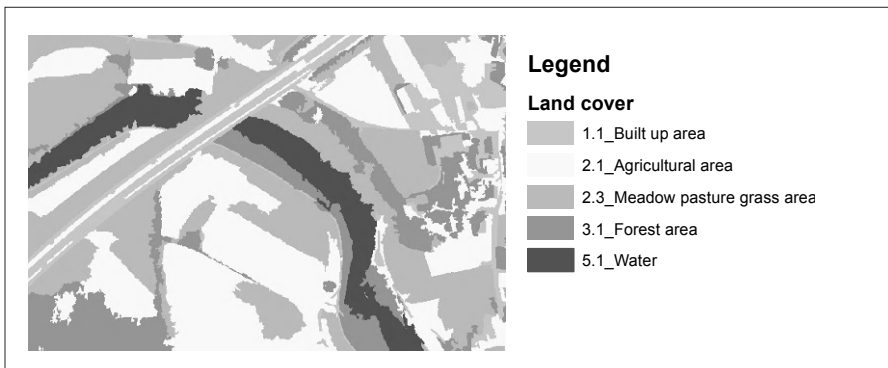 Legend
Land cover
1.1_Built up area
2.1_Agricultural area
2.3_Meadow pasture grass area
3.1_Forest area
5.1_Water